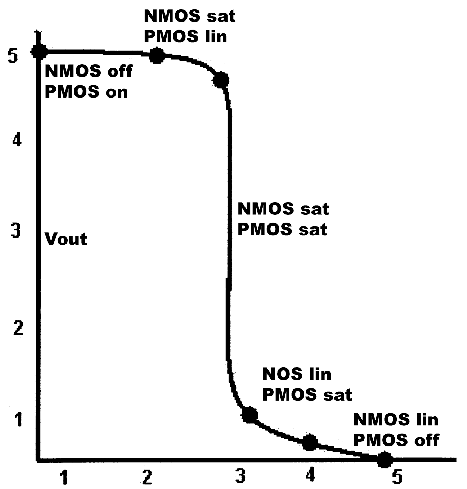 NMOS sat
PMOS lin
5
NMOS off
PMOS on
4
NMOS sat
PMOS sat
3
Vout
2
NOS lin
PMOS sat
1
NMOS lin
PMOS off
1 2 3 4 5